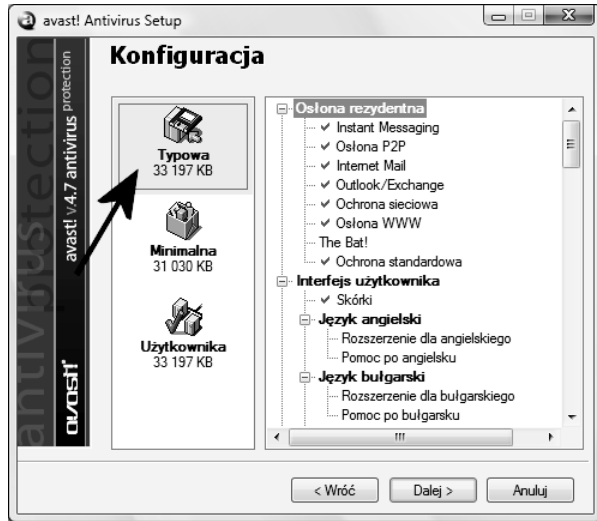 avast! Antivirus Setup
antivirus protection
avast! v.4.7 antivirus protection
avast!
Konfiguracja
Typowa
33 197 KB
Minimalna
31 030 KB
Użytkownika
33 197 KB
Osłona rezydentna
Instant Messaging
Osłona P2P
Internet Mail
Outlook/Exchange
Ochrona sieciowa
Osłona WWW
The Bat!
Ochrona standardowa
Interfejs użytkownika
Skórki
Język angielski
Rozszerzenie dla angielskiego
Pomoc po angielsku
Język bułgarski
Rozszerzenie dla bułgarskiego
Pomoc po bułgarsku
< Wróć
Dalej >
Anuluj